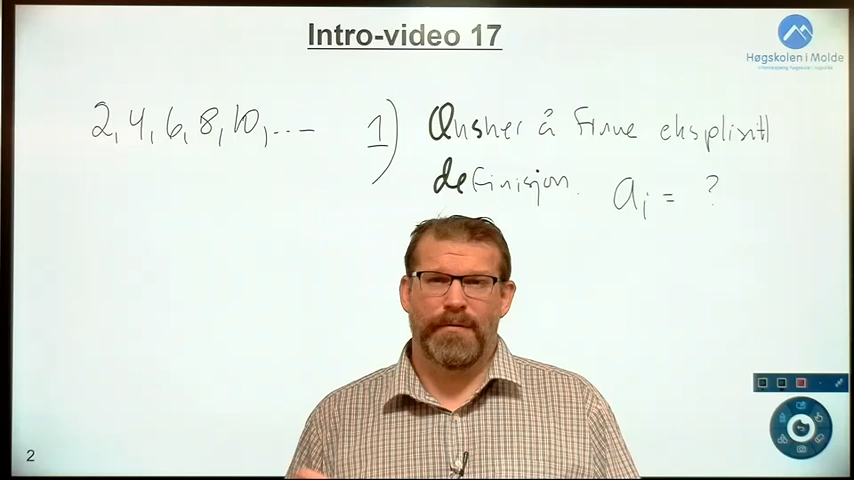 Intro-video 17
Høgskolen i Molde
2, 4, 6, 8, 10, ... 1) Ønsker å finne eksplisitt
definisjon. ai = ?
2